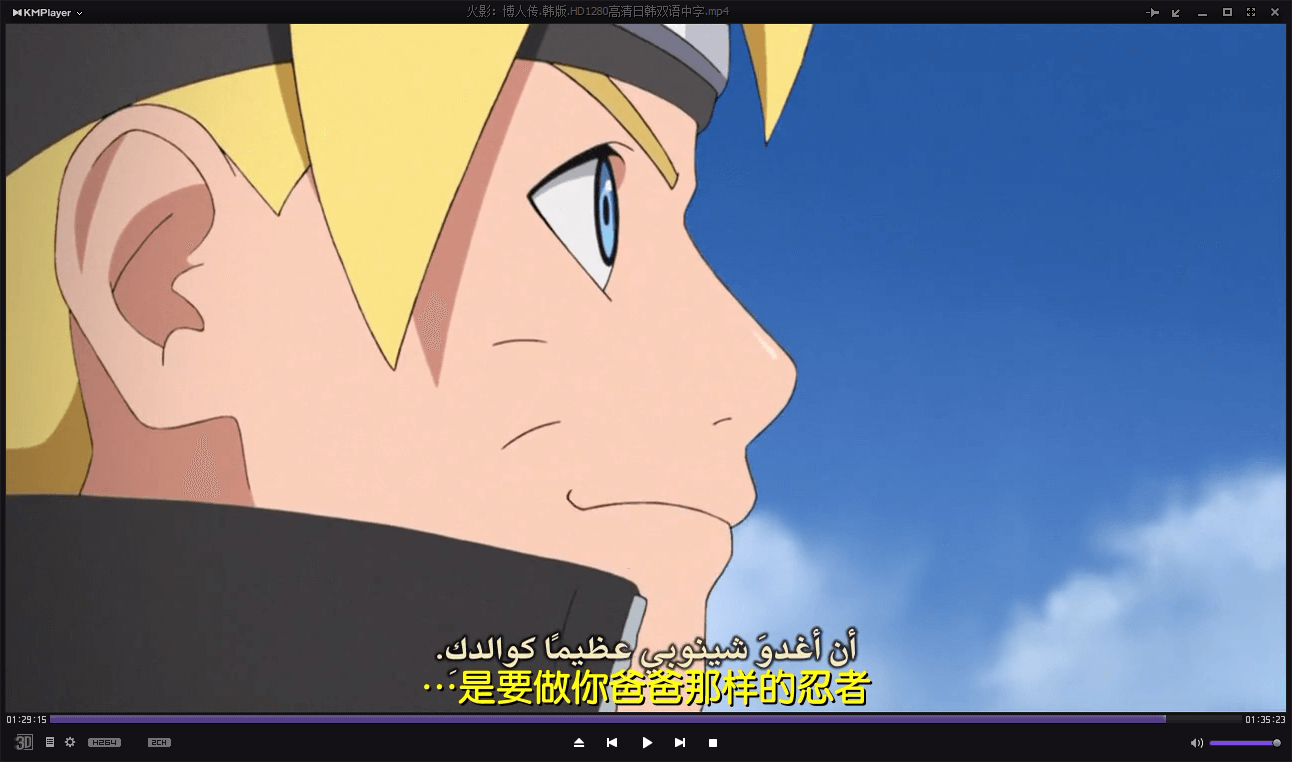 KMPlayer
火影：博人传.韩版.HD1280高清日韩双语中字.mp4
أن أغدوَ شينوبي عظيمًا كوالدكِ.
…是要做你爸爸那样的忍者
01:29:15
01:35:23
3D
H264
2CH